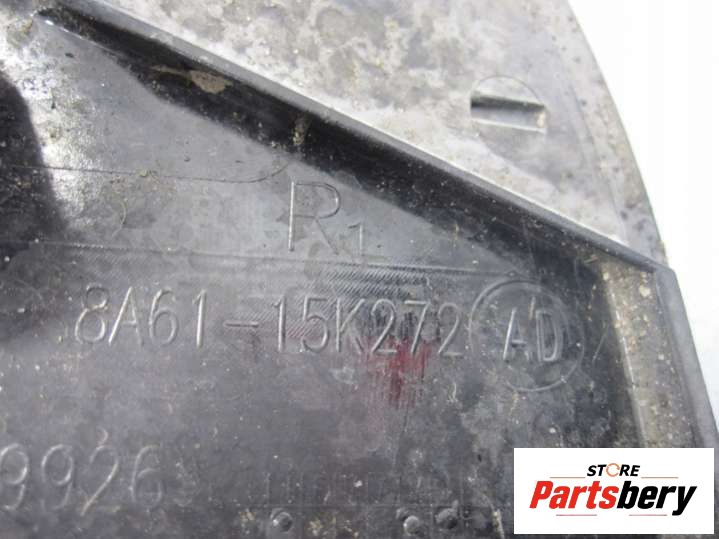 R1
8A61-15K272 AD
9926
STORE
Partsbery